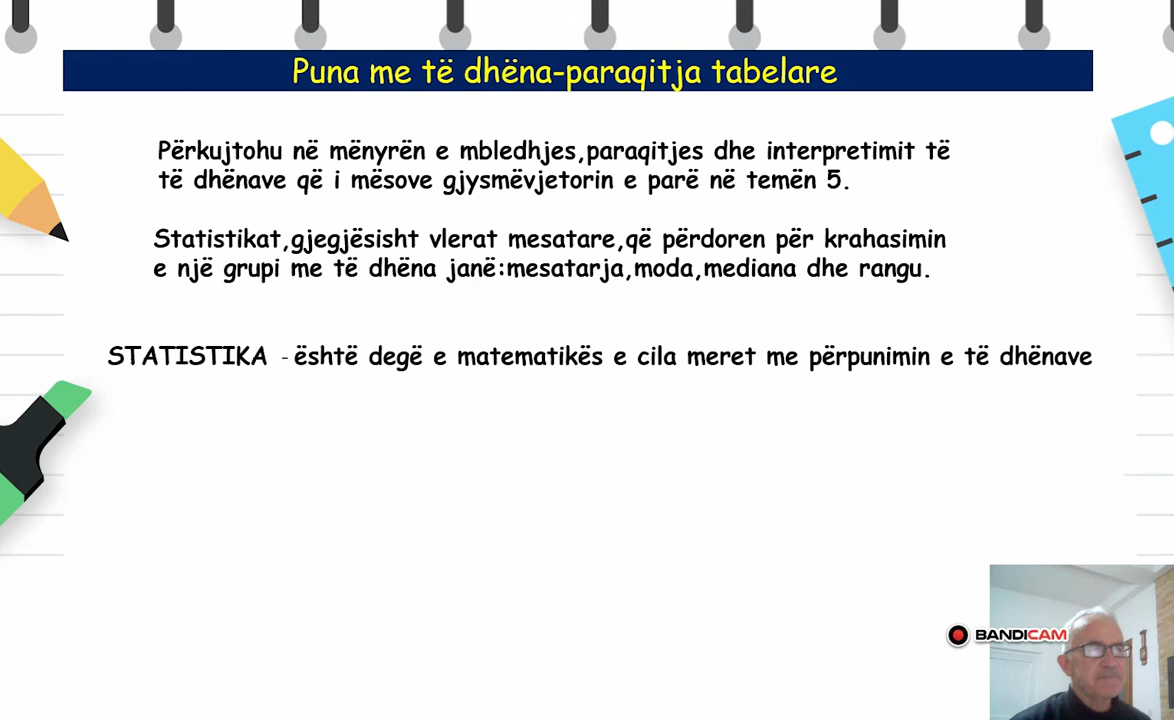 Puna me të dhëna-paraqitja tabelare
Përkujtohu në mënyrën e mbledhjes,paraqitjes dhe interpretimit të
të dhënave që i mësove gjysmëvjetorin e parë në temën 5.
Statistikat,gjegjësisht vlerat mesatare,që përdoren për krahasimin
e një grupi me të dhëna janë:mesatarja,moda,mediana dhe rangu.
STATISTIKA - është degë e matematikës e cila meret me përpunimin e të dhënave
BANDICAM